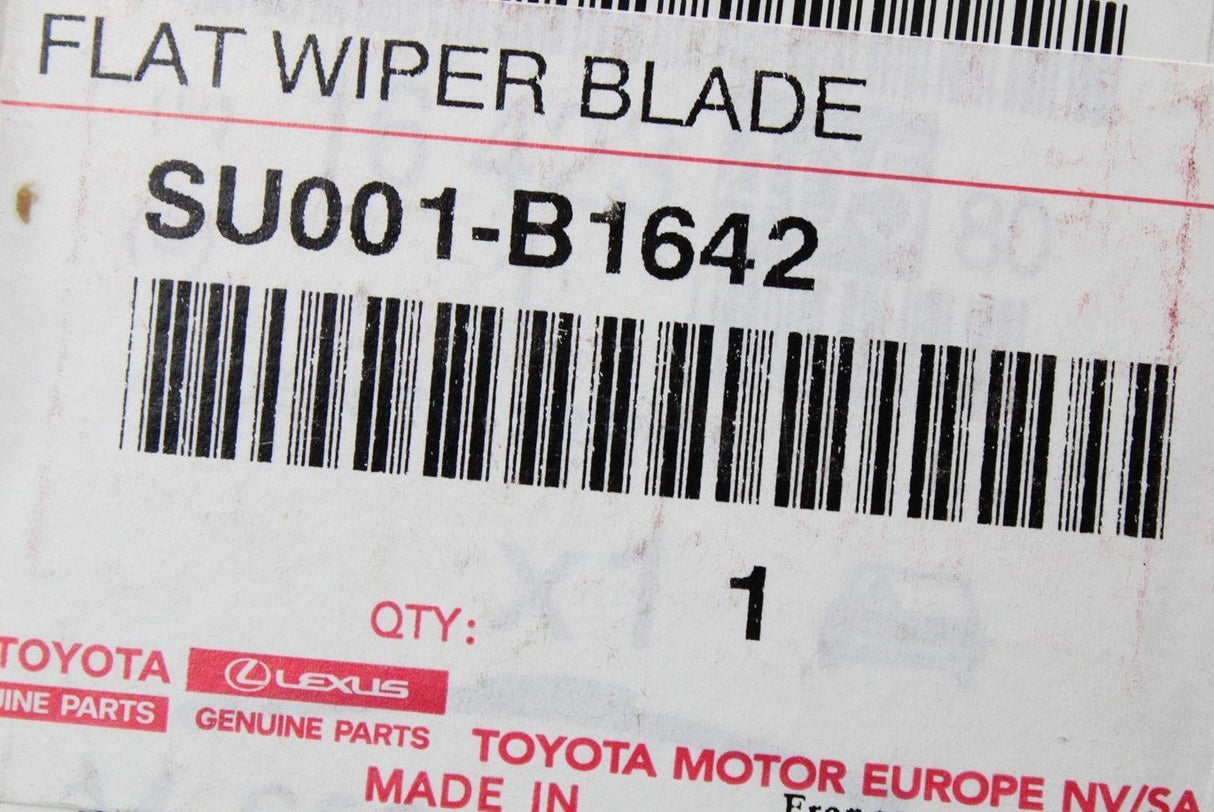 FLAT WIPER BLADE
SU001-B1642
QTY: 1
TOYOTA LEXUS
PARTS GENUINE PARTS
TOYOTA MOTOR EUROPE NV/SA
MADE IN